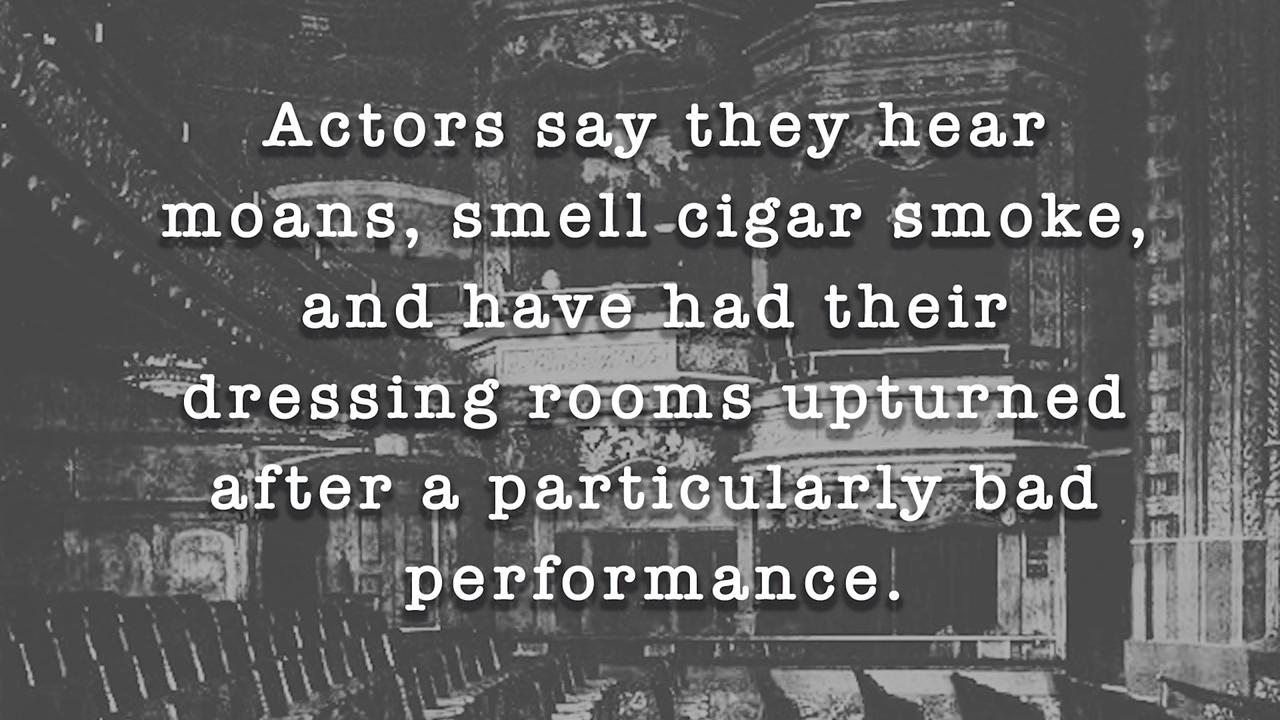 Actors say they hear
moans, smell cigar smoke,
and have had their
dressing rooms upturned
after a particularly bad
performance.